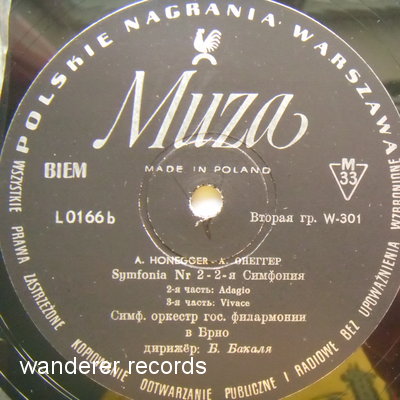 POLSKIE NAGRANIA. WARSZAWA
Muza
MADE IN POLAND
BIEM
M
33
L 0166 b
Вторая гр. W-301
A. HONEGGER - А. ОНЕГГЕР
Symfonia Nr 2 - 2-я Симфония
2-я часть: Adagio
3-я часть: Vivace
Симф. оркестр гос. филармонии
в Брно
дирижёр: Б. Бакаля
WSZYSTKIE PRAWA ZASTRZEŻONE KOPIOWANIE ODTWARZANIE PUBLICZNE I RADIOWE BEZ UPOWAŻNIENIA WZBRONIONE
wanderer records